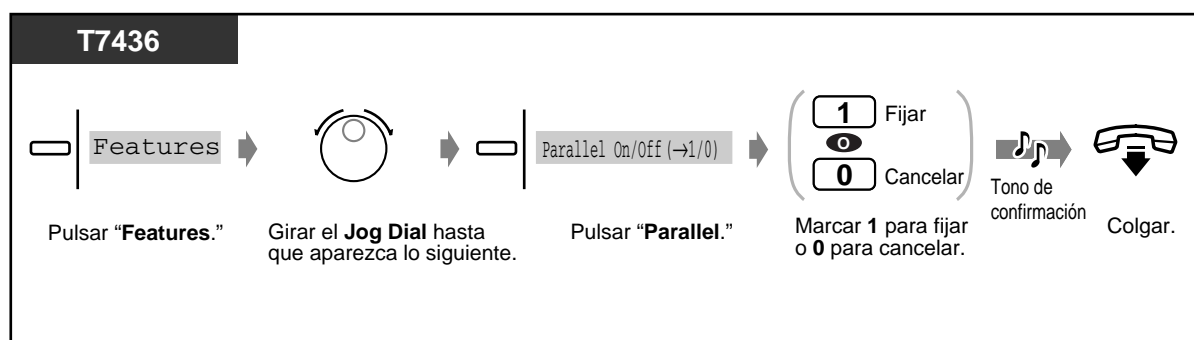 T7436
Features
Parallel On/Off (→1/0)
1 Fijar
O
0 Cancelar
Tono de
confirmación
Pulsar “Features.”
Girar el Jog Dial hasta
que aparezca lo siguiente.
Pulsar “Parallel.”
Marcar 1 para fijar
o 0 para cancelar.
Colgar.